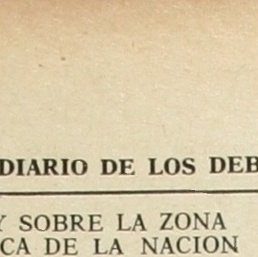 DIARIO DE LOS DEB
Y SOBRE LA ZONA
CA DE LA NACION